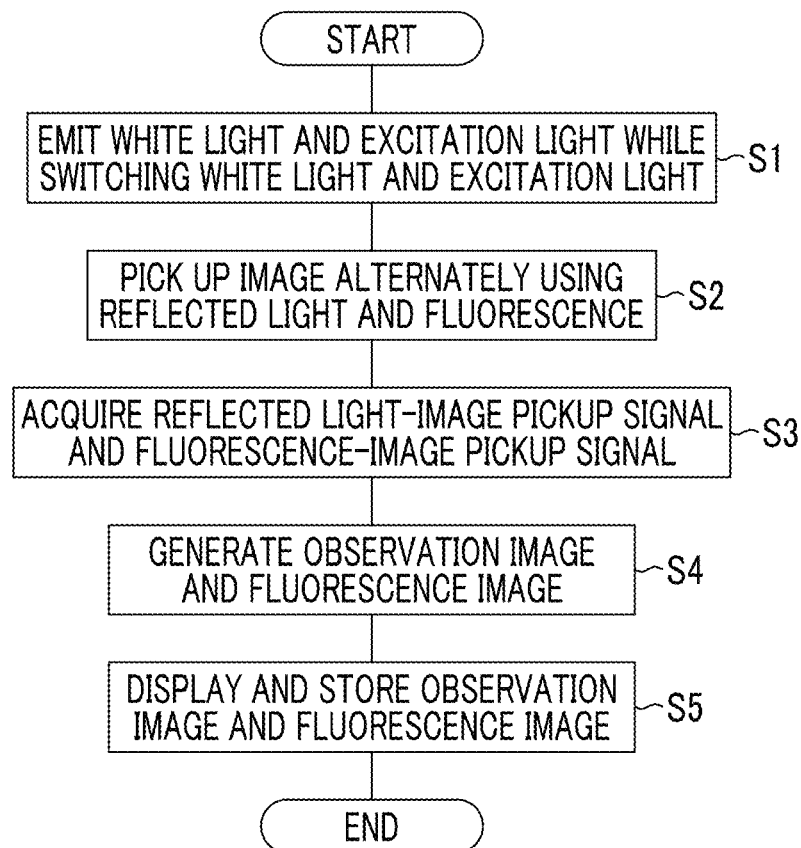 START
EMIT WHITE LIGHT AND EXCITATION LIGHT WHILE
SWITCHING WHITE LIGHT AND EXCITATION LIGHT
S1
PICK UP IMAGE ALTERNATELY USING
REFLECTED LIGHT AND FLUORESCENCE
S2
ACQUIRE REFLECTED LIGHT-IMAGE PICKUP SIGNAL
AND FLUORESCENCE-IMAGE PICKUP SIGNAL
S3
GENERATE OBSERVATION IMAGE
AND FLUORESCENCE IMAGE
S4
DISPLAY AND STORE OBSERVATION
IMAGE AND FLUORESCENCE IMAGE
S5
END